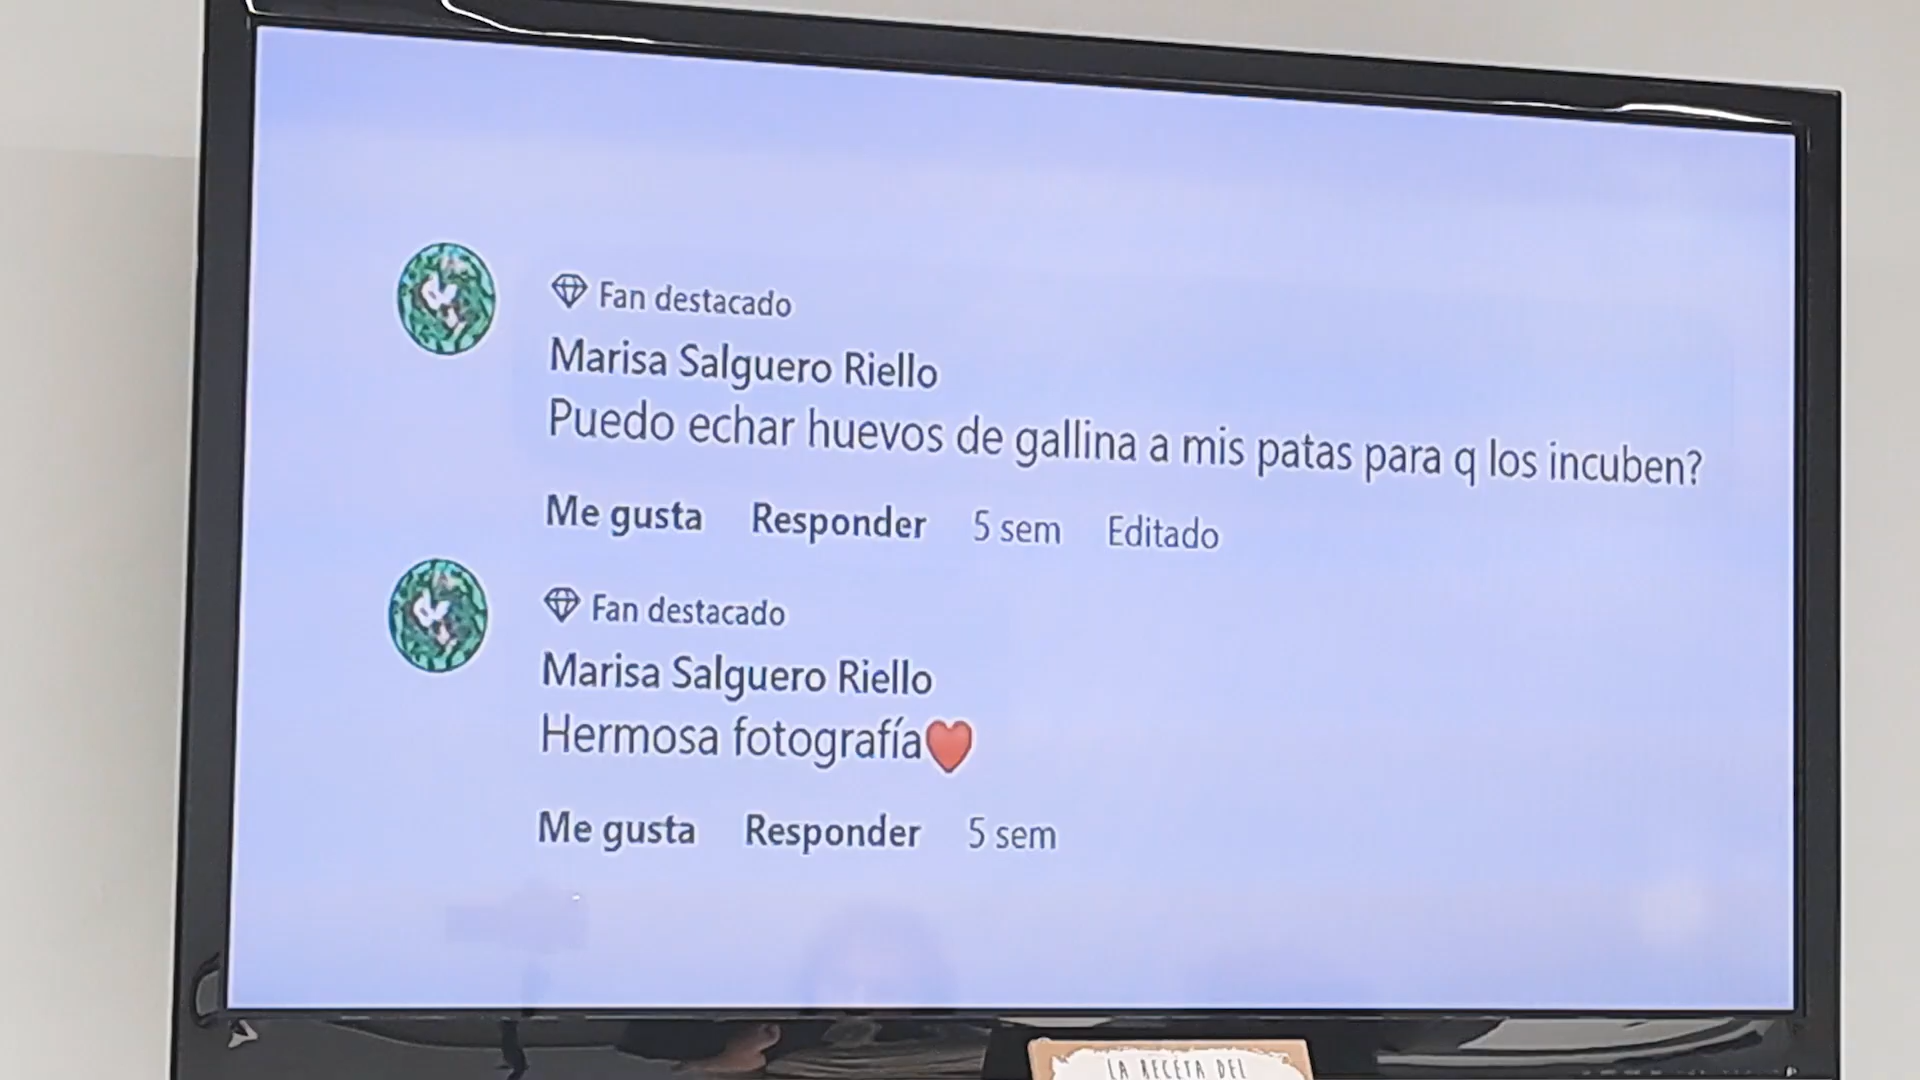 Fan destacado
Marisa Salguero Riello
Puedo echar huevos de gallina a mis patas para q los incuben?
Me gusta Responder 5 sem Editado
Fan destacado
Marisa Salguero Riello
Hermosa fotografía❤️
Me gusta Responder 5 sem
LA RECETA DEL